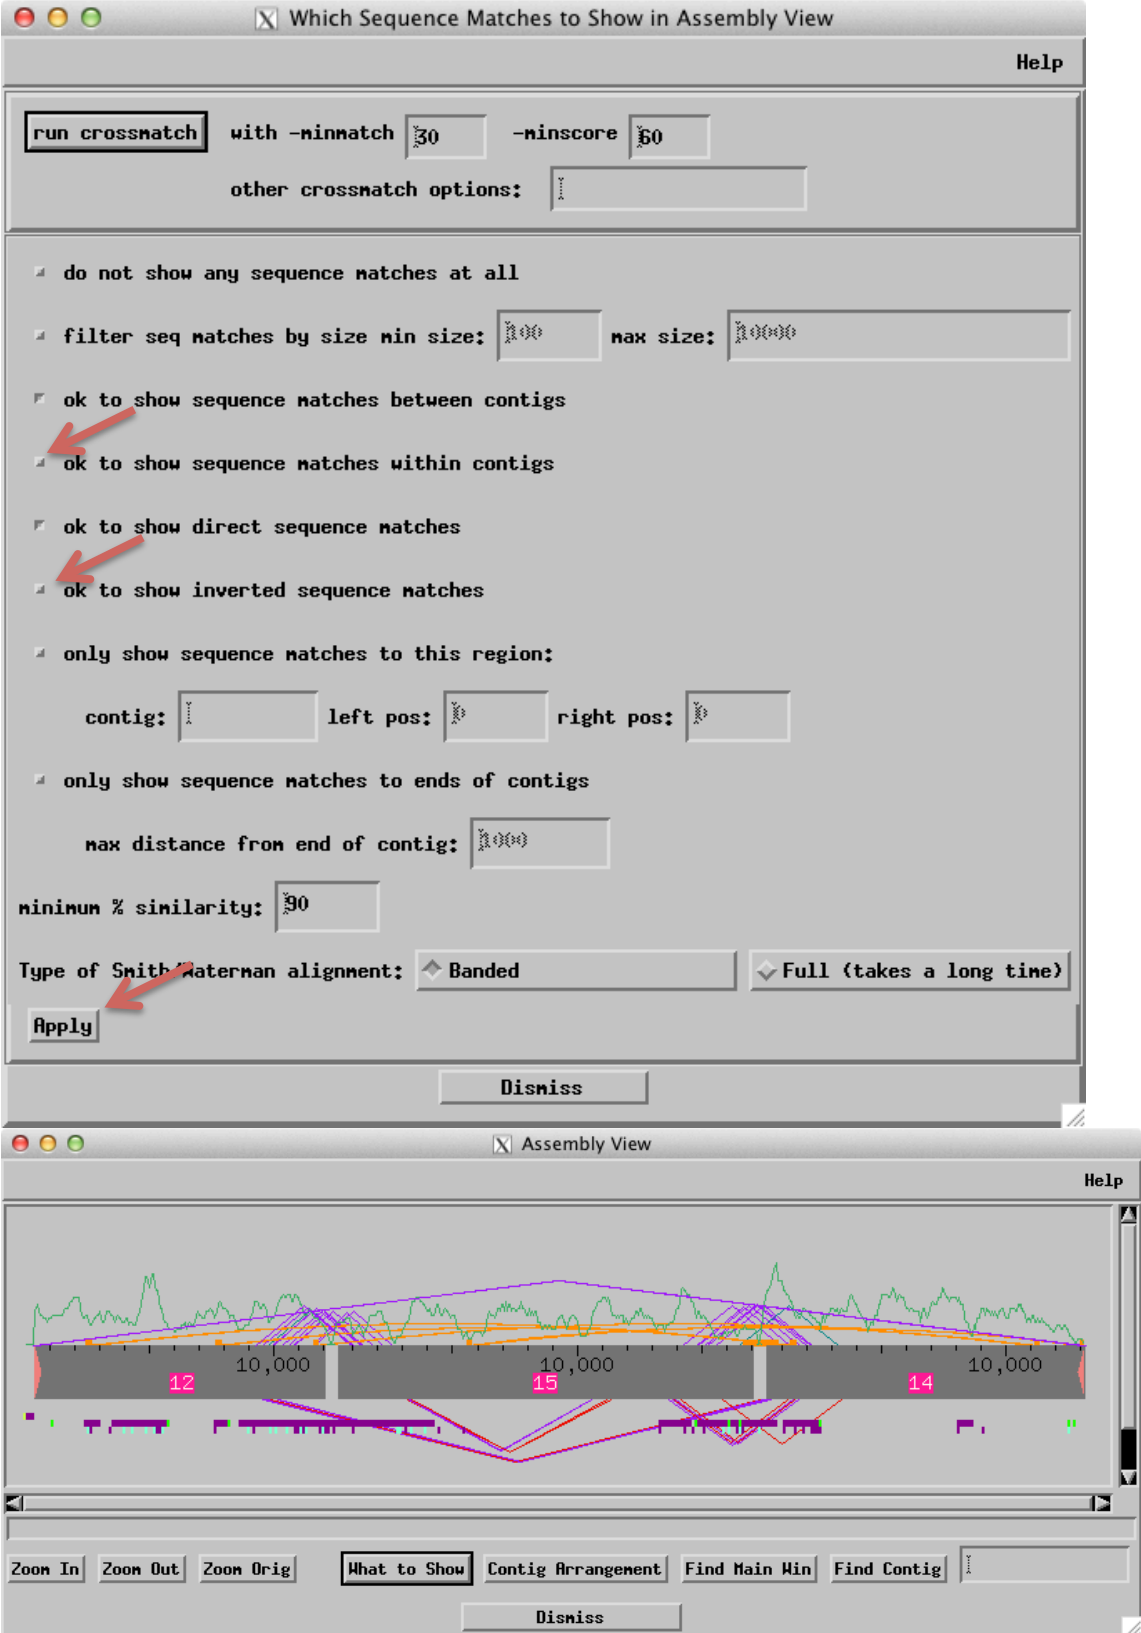 Which Sequence Matches to Show in Assembly View
Help
run crossmatch with -minmatch 30 -minscore 60
other crossmatch options:
do not show any sequence matches at all
filter seq matches by size min size: 100 max size: 10000
ok to show sequence matches between contigs
ok to show sequence matches within contigs
ok to show direct sequence matches
ok to show inverted sequence matches
only show sequence matches to this region:
contig: left pos: 0 right pos: 0
only show sequence matches to ends of contigs
max distance from end of contig: 1000
minimum % similarity: 90
Type of Smith/Waterman alignment: Banded Full (takes a long time)
Apply
Dismiss
Assembly View
Help
10,000 10,000 10,000
12 15 14
Zoom In Zoom Out Zoom Orig What to Show Contig Arrangement Find Main Win Find Contig
Dismiss